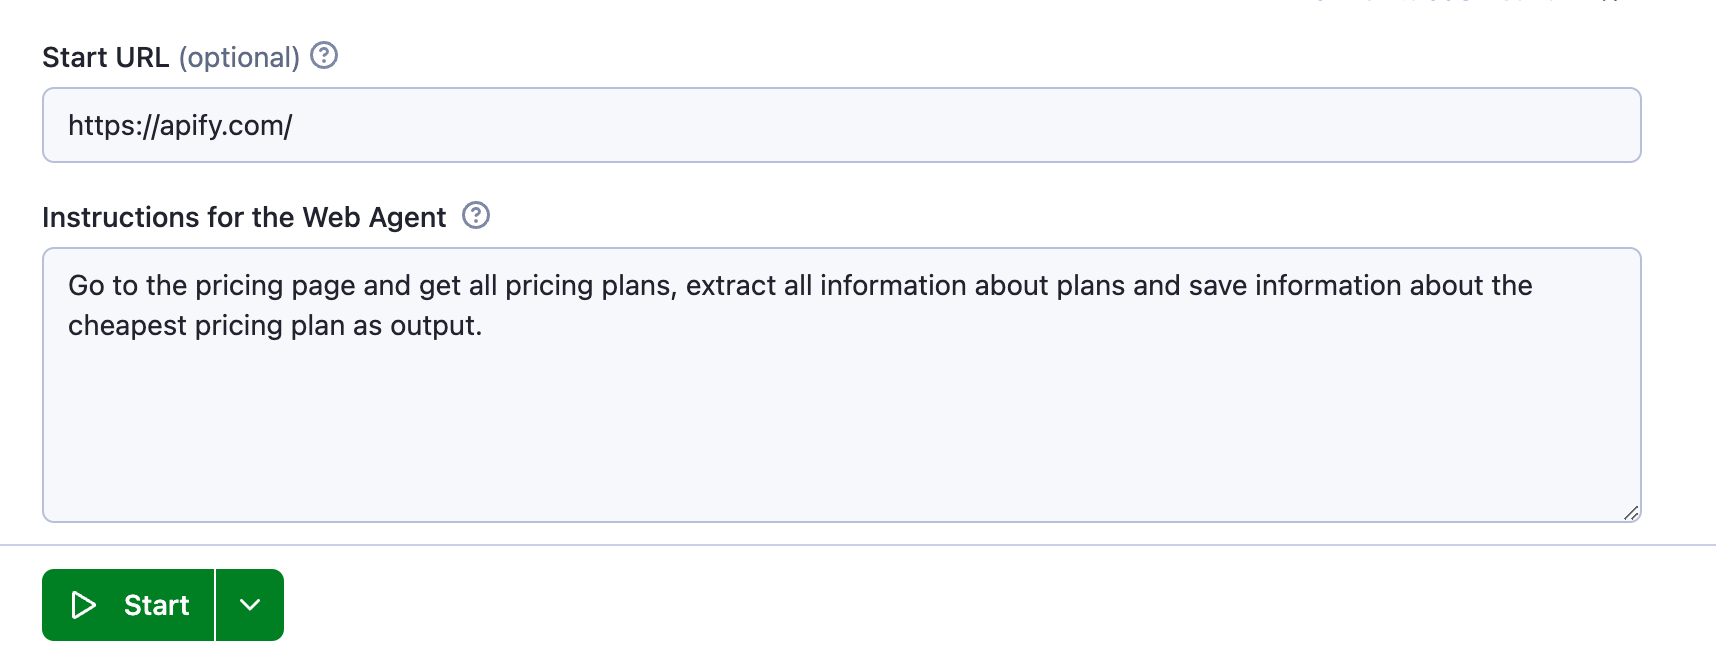 Start URL (optional)
https://apify.com/
Instructions for the Web Agent
Go to the pricing page and get all pricing plans, extract all information about plans and save information about the
cheapest pricing plan as output.
Start